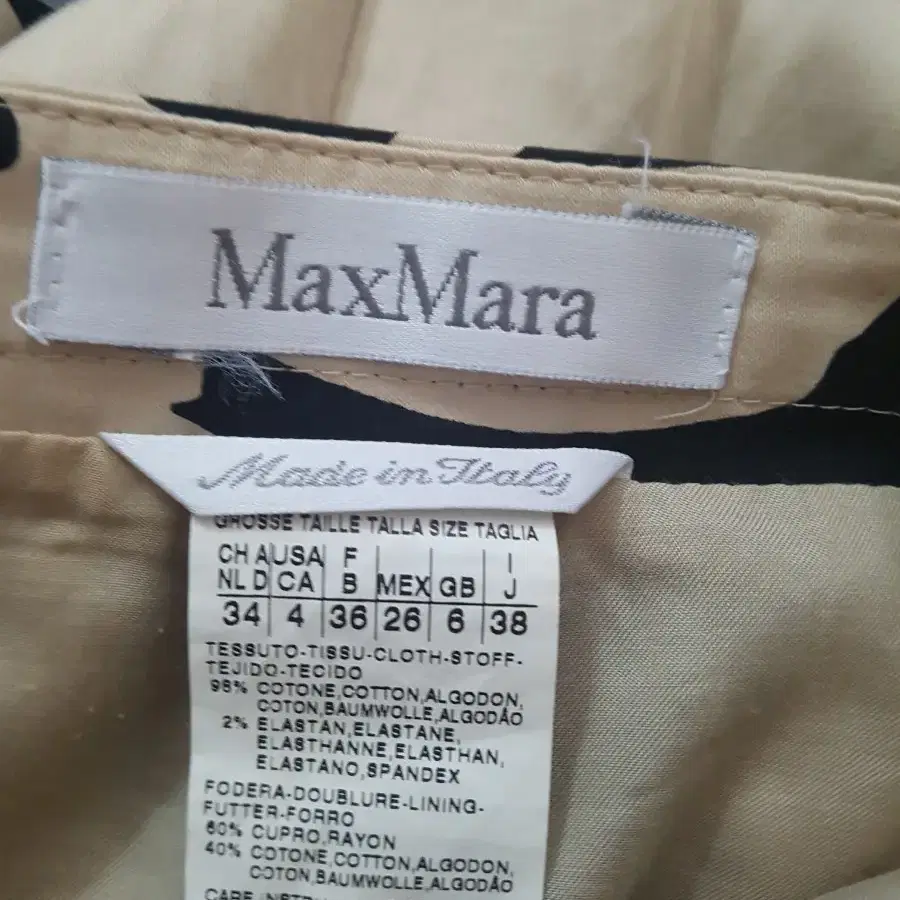 MaxMara
Made in Italy
GROSSE TAILLE TALLA SIZE TAGLIA
CH A USA F I
NL D CA B MEX GB J
34 4 36 26 6 38
TESSUTO-TISSU-CLOTH-STOFF-
TEJIDO-TECIDO
98% COTONE,COTTON,ALGODON,
COTON,BAUMWOLLE,ALGODÃO
2% ELASTAN,ELASTANE,
ELASTHANNE,ELASTHAN,
ELASTANO,SPANDEX
FODERA-DOUBLURE-LINING-
FUTTER-FORRO
60% CUPRO,RAYON
40% COTONE,COTTON,ALGODON,
COTON,BAUMWOLLE,ALGODÃO
CARE